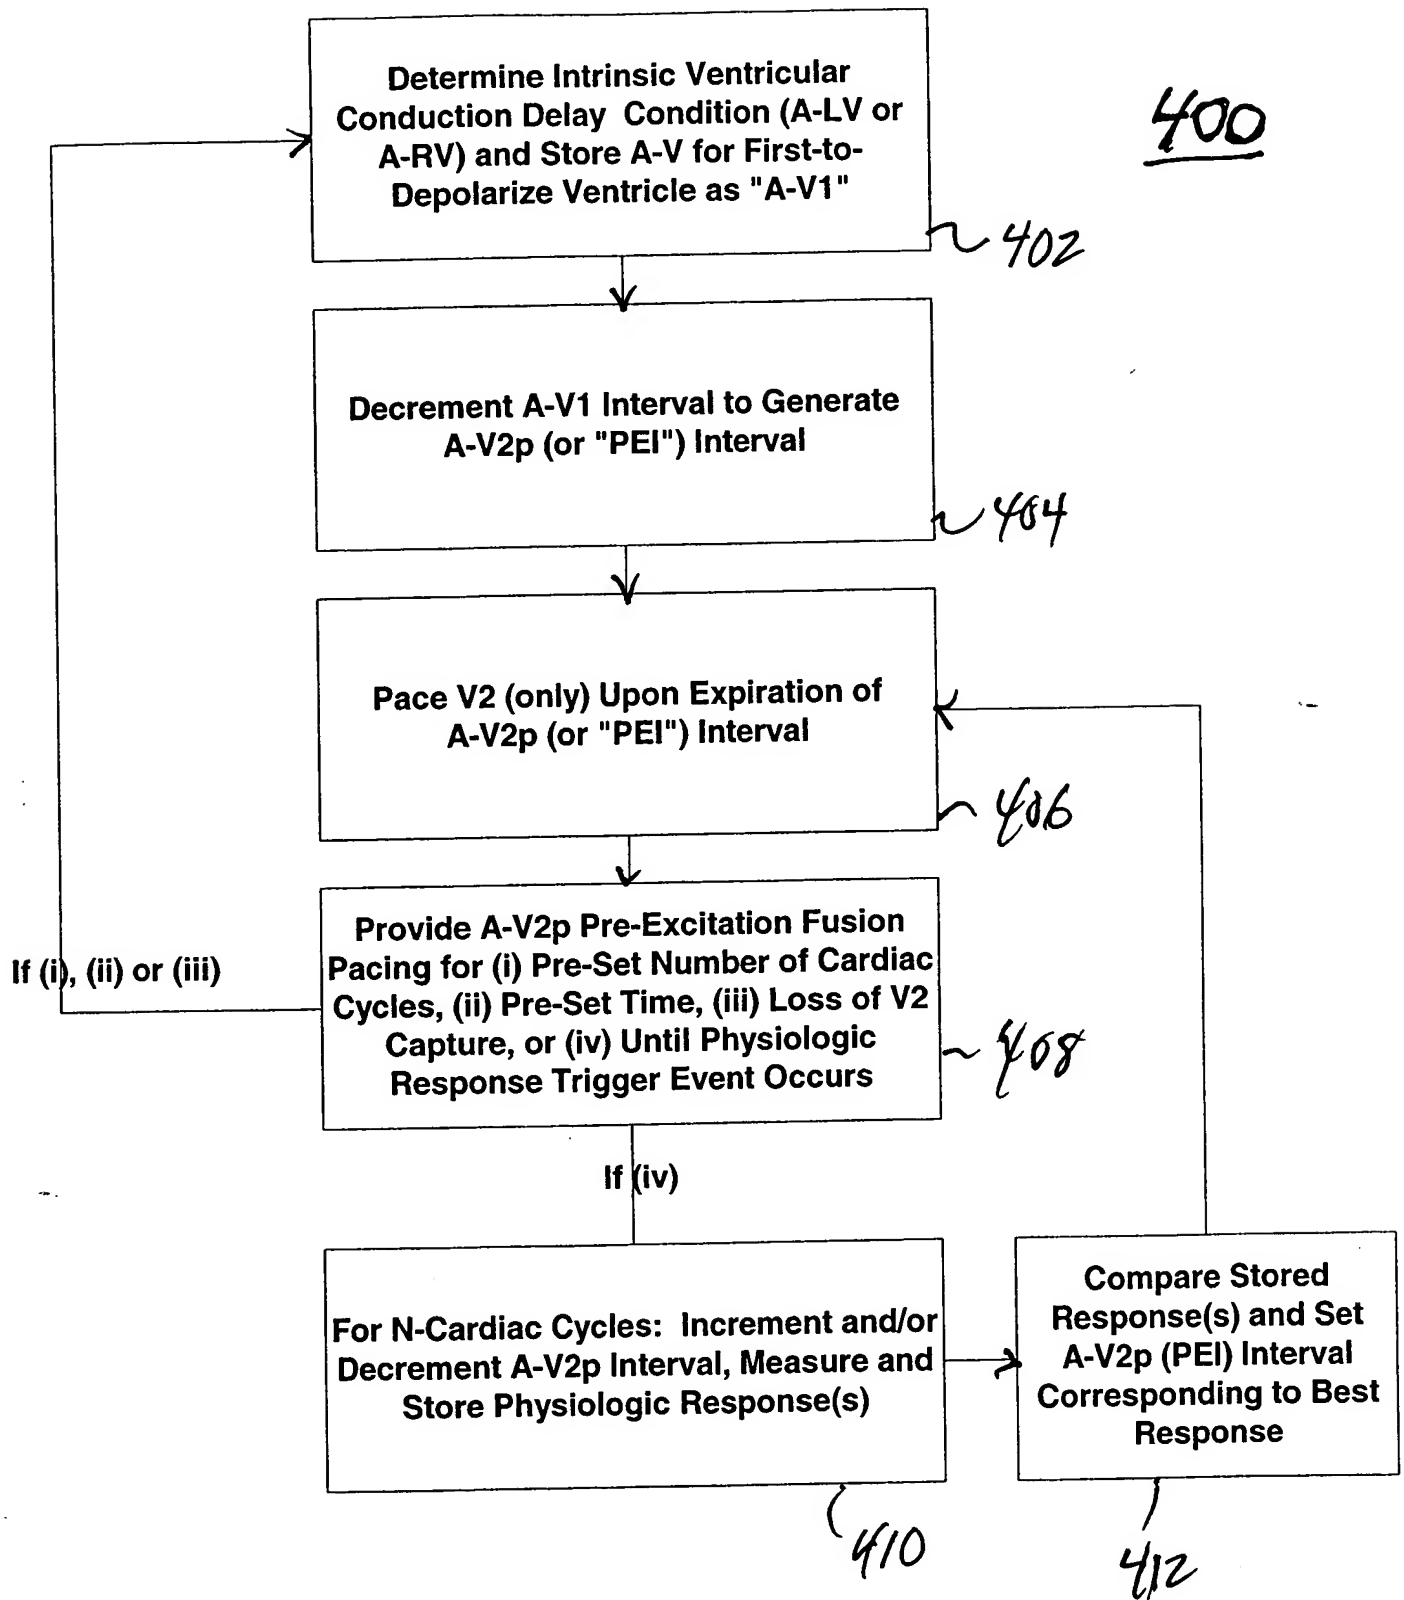 Determine Intrinsic Ventricular
Conduction Delay Condition (A-LV or
A-RV) and Store A-V for First-to-
Depolarize Ventricle as "A-V1"
400
402
Decrement A-V1 Interval to Generate
A-V2p (or "PEI") Interval
404
Pace V2 (only) Upon Expiration of
A-V2p (or "PEI") Interval
406
Provide A-V2p Pre-Excitation Fusion
Pacing for (i) Pre-Set Number of Cardiac
Cycles, (ii) Pre-Set Time, (iii) Loss of V2
Capture, or (iv) Until Physiologic
Response Trigger Event Occurs
If (i), (ii) or (iii)
408
If (iv)
For N-Cardiac Cycles: Increment and/or
Decrement A-V2p Interval, Measure and
Store Physiologic Response(s)
410
Compare Stored
Response(s) and Set
A-V2p (PEI) Interval
Corresponding to Best
Response
412